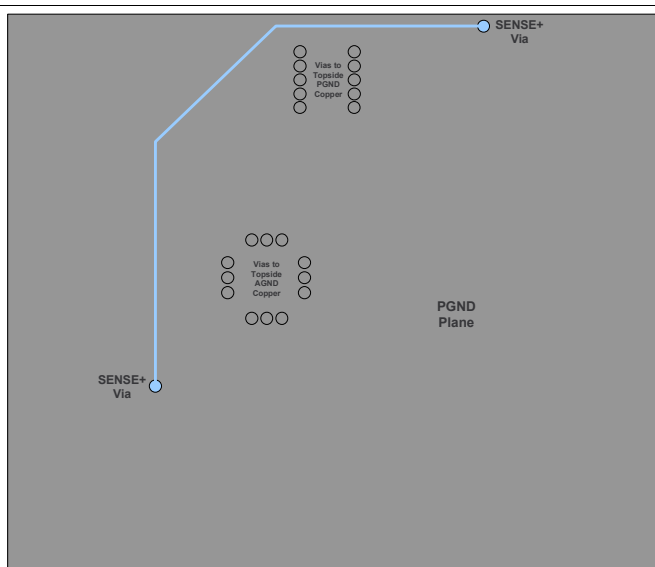 SENSE+
Via
Vias to
Topside
PGND
Copper
Vias to
Topside
AGND
Copper
PGND
Plane
SENSE+
Via